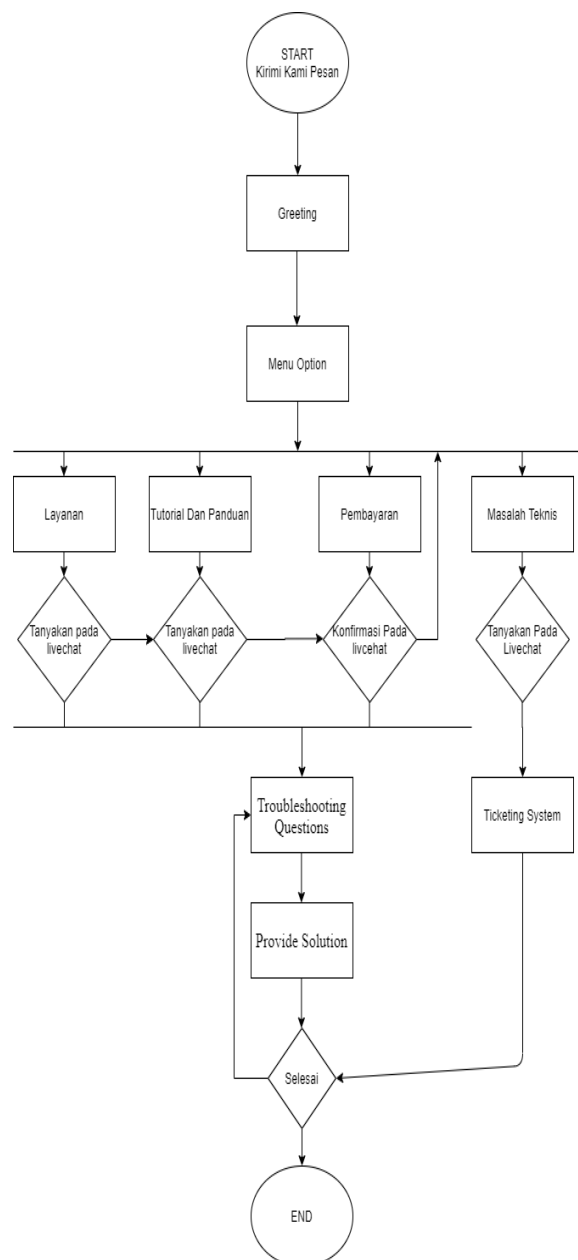 START
Kirimi Kami Pesan
Greeting
Menu Option
Layanan
Tutorial Dan Panduan
Pembayaran
Masalah Teknis
Tanyakan pada
livechat
Tanyakan pada
livechat
Konfirmasi Pada
livcehat
Tanyakan Pada
Livechat
Troubleshooting
Questions
Ticketing System
Provide Solution
Selesai
END